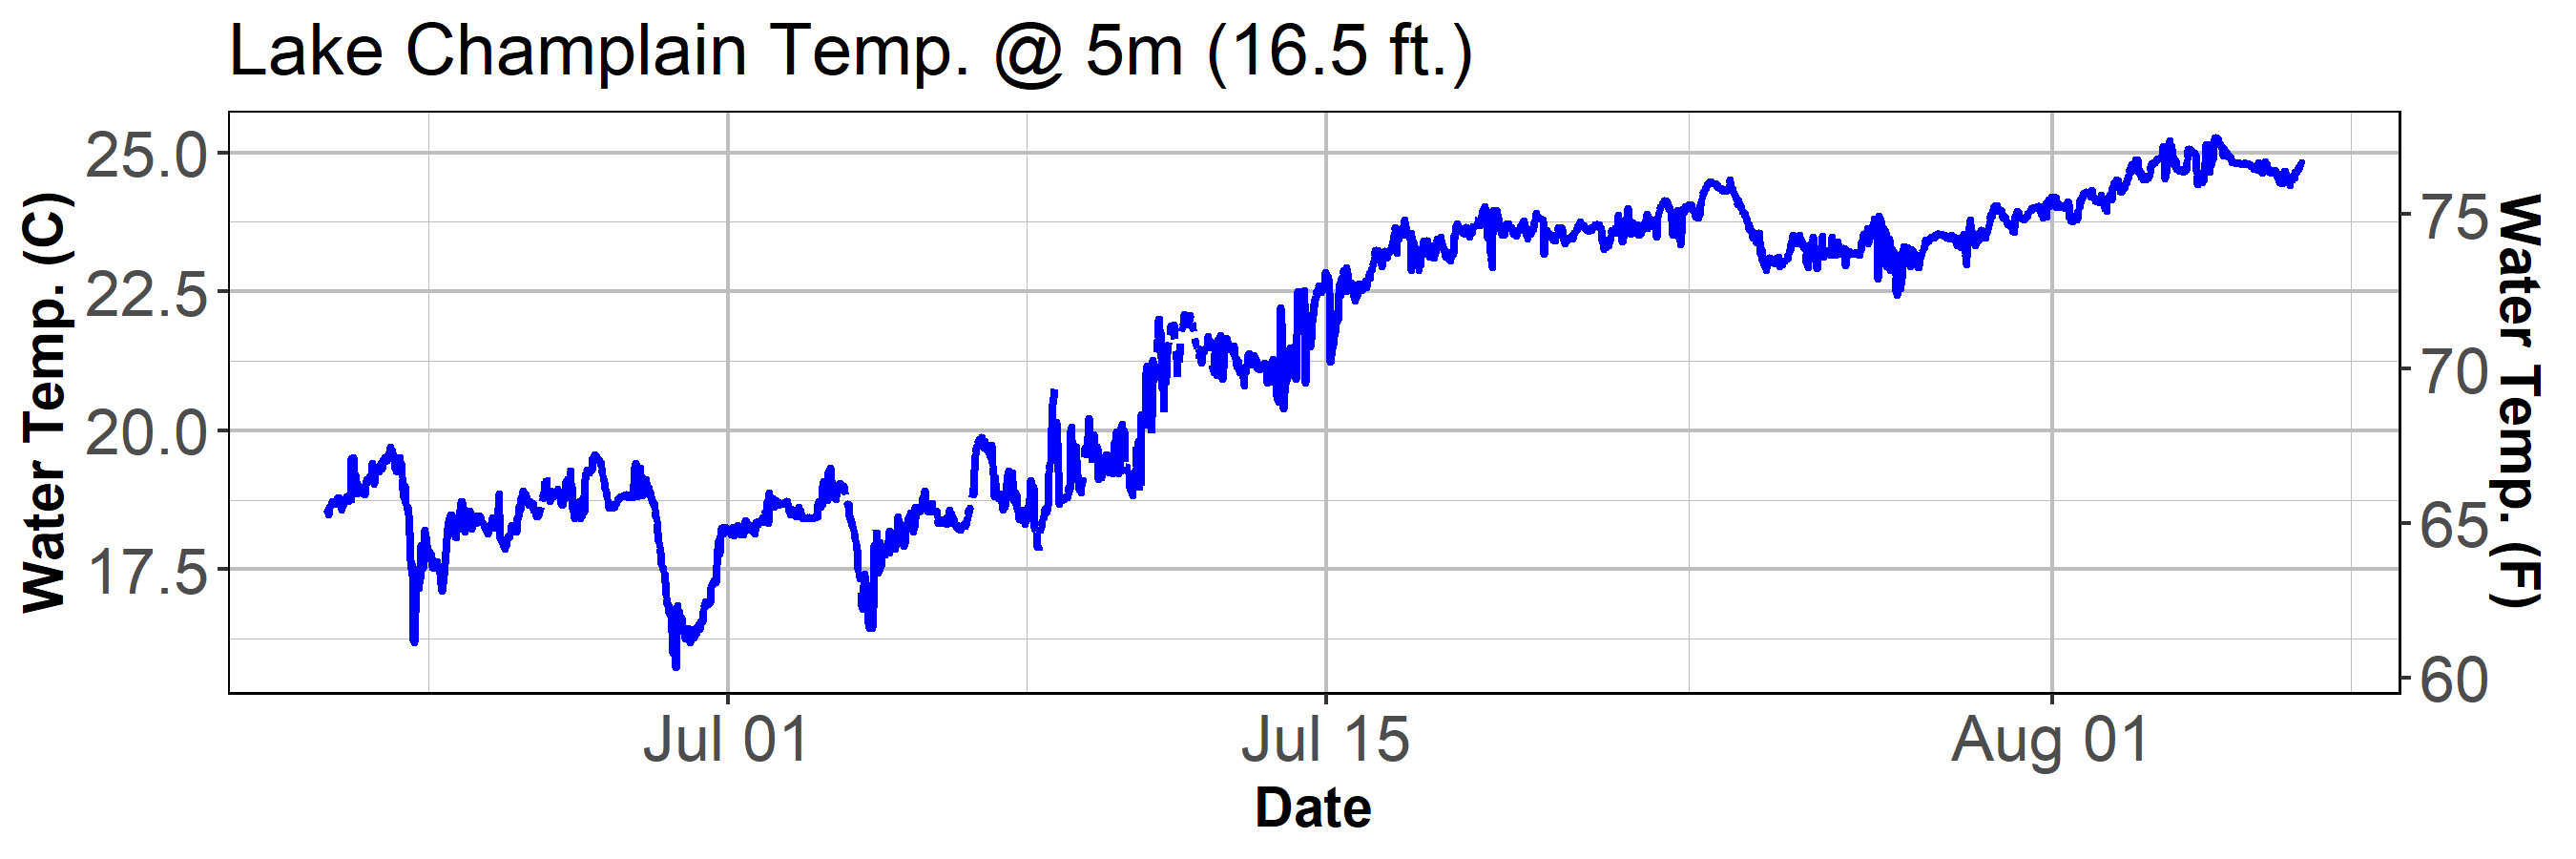 Lake Champlain Temp. @ 5m (16.5 ft.)
Water Temp. (C)
25.0
22.5
20.0
17.5
75
70
65
60
Water Temp. (F)
Jul 01
Jul 15
Aug 01
Date